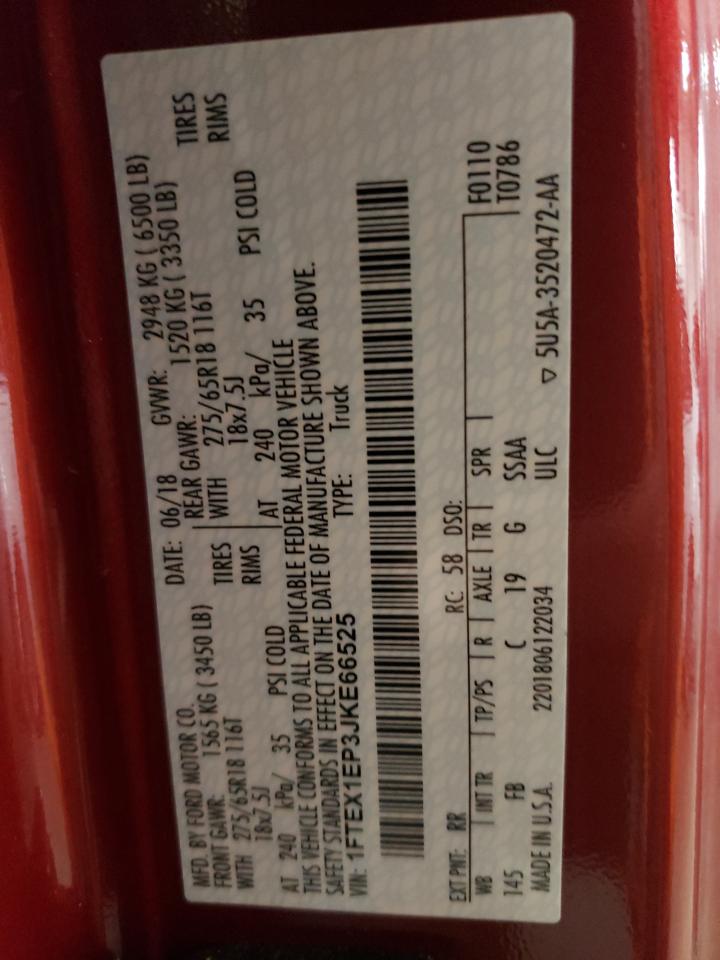 MFD. BY FORD MOTOR CO.
DATE: 06/18 GVWR: 2948 KG ( 6500 LB)
FRONT GAWR: 1565 KG ( 3450 LB)
REAR GAWR: 1520 KG ( 3350 LB)
WITH 275/65R18 116T TIRES
WITH 275/65R18 116T TIRES
18x7.5J RIMS
18x7.5J RIMS
AT 240 kPa/ 35 PSI COLD
AT 240 kPa/ 35 PSI COLD
THIS VEHICLE CONFORMS TO ALL APPLICABLE FEDERAL MOTOR VEHICLE
SAFETY STANDARDS IN EFFECT ON THE DATE OF MANUFACTURE SHOWN ABOVE.
VIN: 1FTEX1EP3JKE66525 TYPE: Truck
EXT PNT: RR RC: 58 DSO: F0110
WB INT TR TP/PS R AXLE TR SPR T0786
145 FB C 19 G SSAA
MADE IN U.S.A. 2201806122034 ULC ▽ 5U5A-3520472-AA